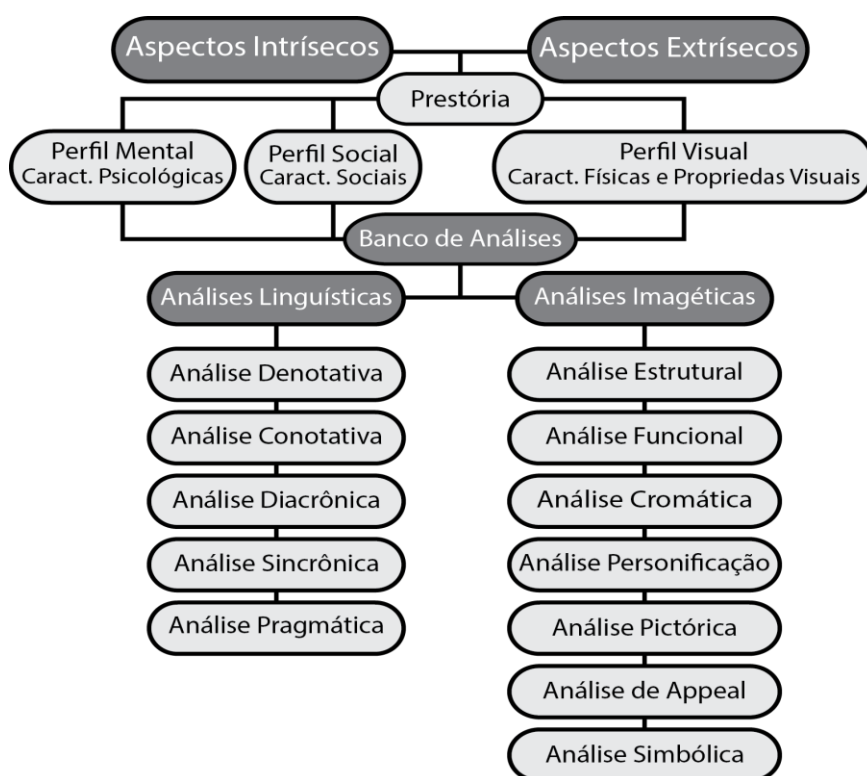 Aspectos Intrísecos
Aspectos Extrísecos
Prestória
Perfil Mental
Caract. Psicológicas
Perfil Social
Caract. Sociais
Perfil Visual
Caract. Físicas e Propriedas Visuais
Banco de Análises
Análises Linguísticas
Análises Imagéticas
Análise Denotativa
Análise Conotativa
Análise Diacrônica
Análise Sincrônica
Análise Pragmática
Análise Estrutural
Análise Funcional
Análise Cromática
Análise Personificação
Análise Pictórica
Análise de Appeal
Análise Simbólica